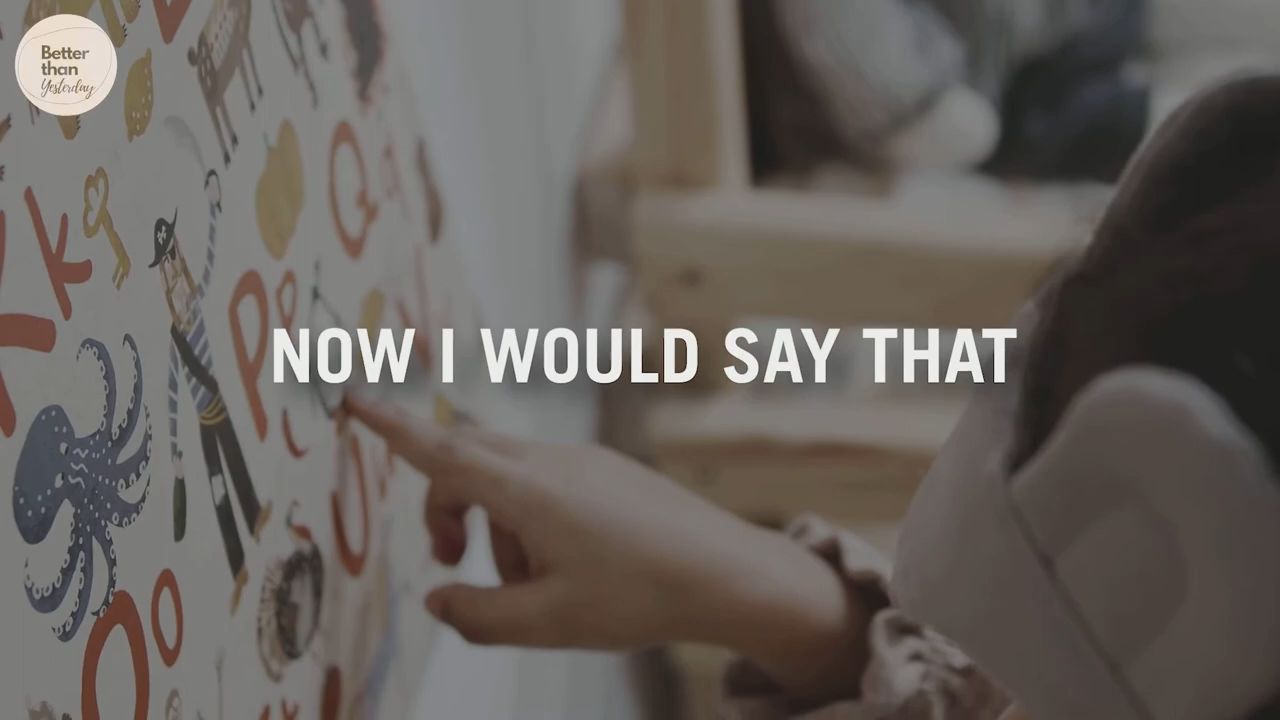 Better
than
Yesterday
NOW I WOULD SAY THAT
K k
P p
Q q
O o